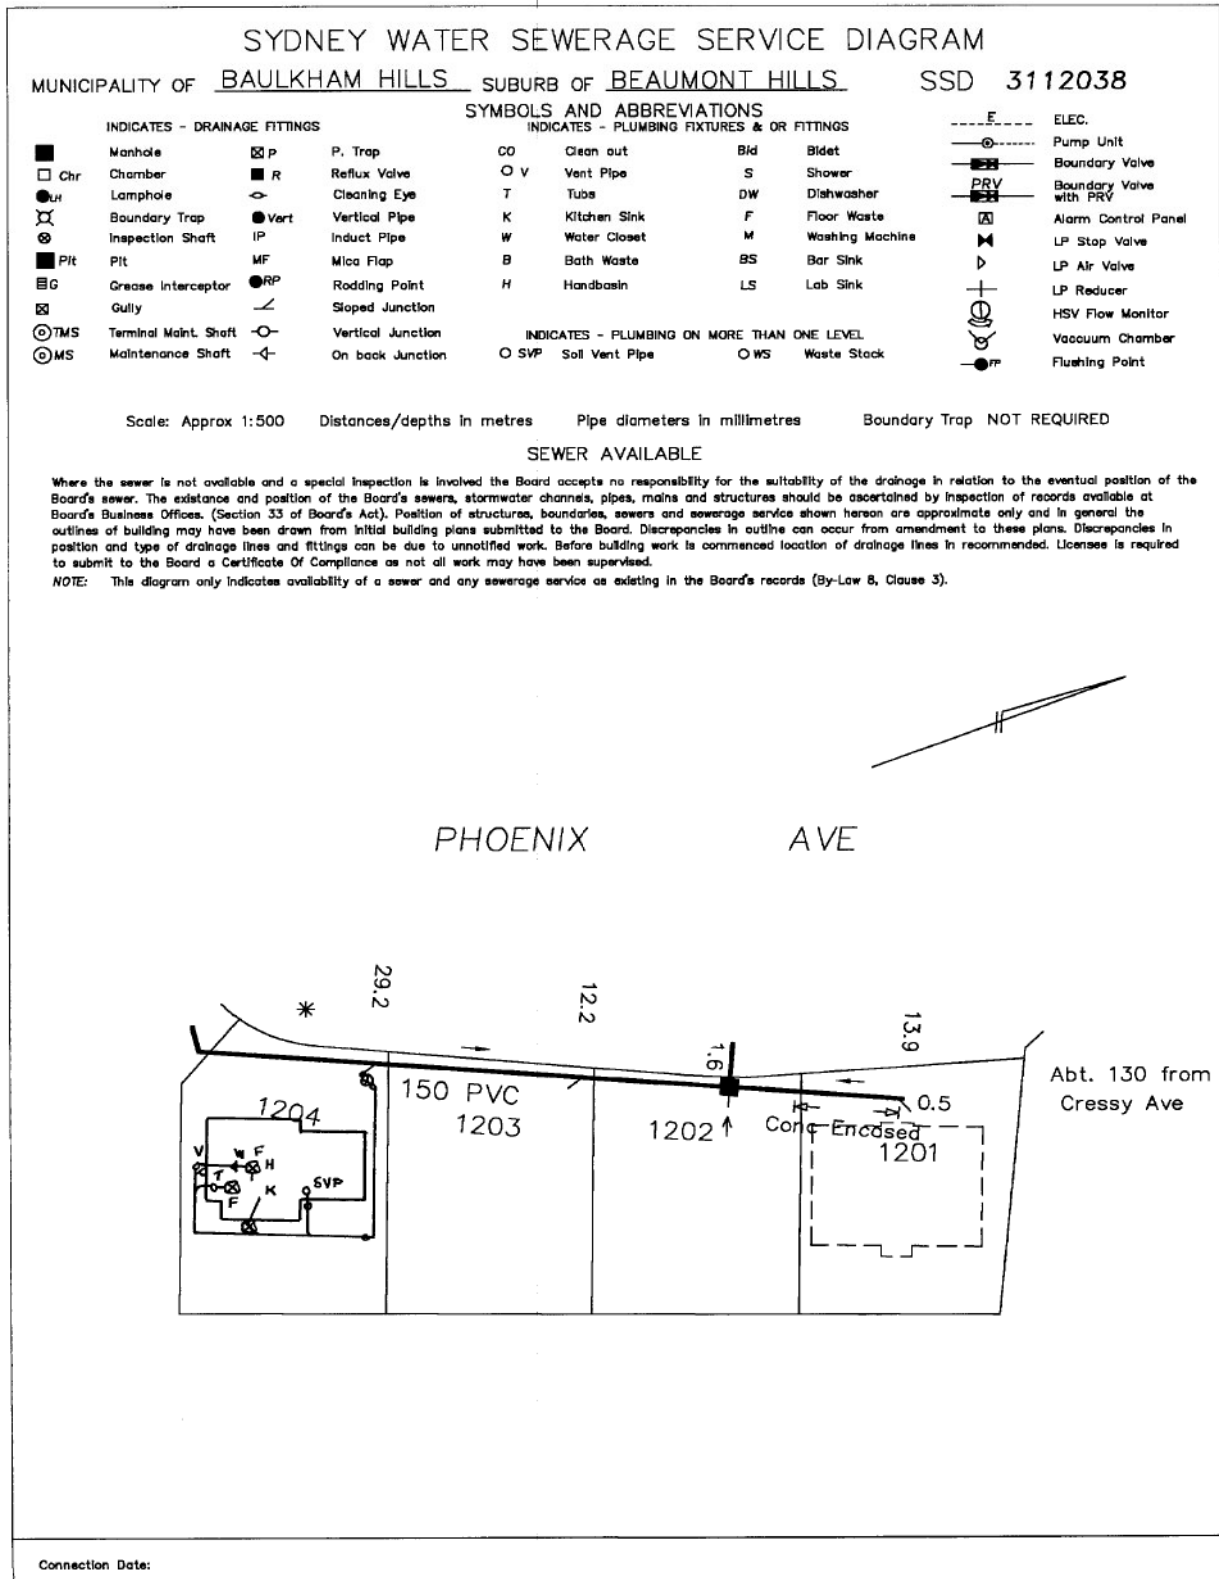 SYDNEY WATER SEWERAGE SERVICE DIAGRAM
MUNICIPALITY OF BAULKHAM HILLS SUBURB OF BEAUMONT HILLS SSD 3112038
SYMBOLS AND ABBREVIATIONS
INDICATES - DRAINAGE FITTINGS INDICATES - PLUMBING FIXTURES & OR FITTINGS E ELEC.
Manhole P P. Trap CO Clean out Bid Bidet Pump Unit
Chr Chamber R Reflux Valve V Vent Pipe S Shower Boundary Valve
LH Lamphole Cleaning Eye T Tubs DW Dishwasher PRV Boundary Valve with PRV
Boundary Trap Vert Vertical Pipe K Kitchen Sink F Floor Waste A Alarm Control Panel
Inspection Shaft IP Induct Pipe W Water Closet M Washing Machine LP Stop Valve
Pit Pit MF Mica Flap B Bath Waste BS Bar Sink LP Air Valve
G Grease Interceptor RP Rodding Point H Handbasin LS Lab Sink LP Reducer
Gully Sloped Junction HSV Flow Monitor
TMS Terminal Maint. Shaft Vertical Junction INDICATES - PLUMBING ON MORE THAN ONE LEVEL Vacuum Chamber
MS Maintenance Shaft On back Junction SVP Soil Vent Pipe WS Waste Stack FP Flushing Point
Scale: Approx 1:500 Distances/depths in metres Pipe diameters in millimetres Boundary Trap NOT REQUIRED
SEWER AVAILABLE
Where the sewer is not available and a special inspection is involved the Board accepts no responsibility for the suitability of the drainage in relation to the eventual position of the
Board's sewer. The existance and position of the Board's sewers, stormwater channels, pipes, mains and structures should be ascertained by inspection of records available at
Board's Business Offices. (Section 33 of Board's Act). Position of structures, boundaries, sewers and sewerage service shown hereon are approximate only and in general the
outlines of building may have been drawn from initial building plans submitted to the Board. Discrepancies in outline can occur from amendment to these plans. Discrepancies in
position and type of drainage lines and fittings can be due to unnotified work. Before building work is commenced location of drainage lines in recommended. Licensee is required
to submit to the Board a Certificate Of Compliance as not all work may have been supervised.
NOTE: This diagram only indicates availability of a sewer and any sewerage service as existing in the Board's records (By-Law 8, Clause 3).
PHOENIX AVE
29.2
12.2
1.6
13.9
Abt. 130 from
Cressy Ave
150 PVC
0.5
1204
1203
1202
Conc Encased
1201
V W F
H
T F K SVP
Connection Date: